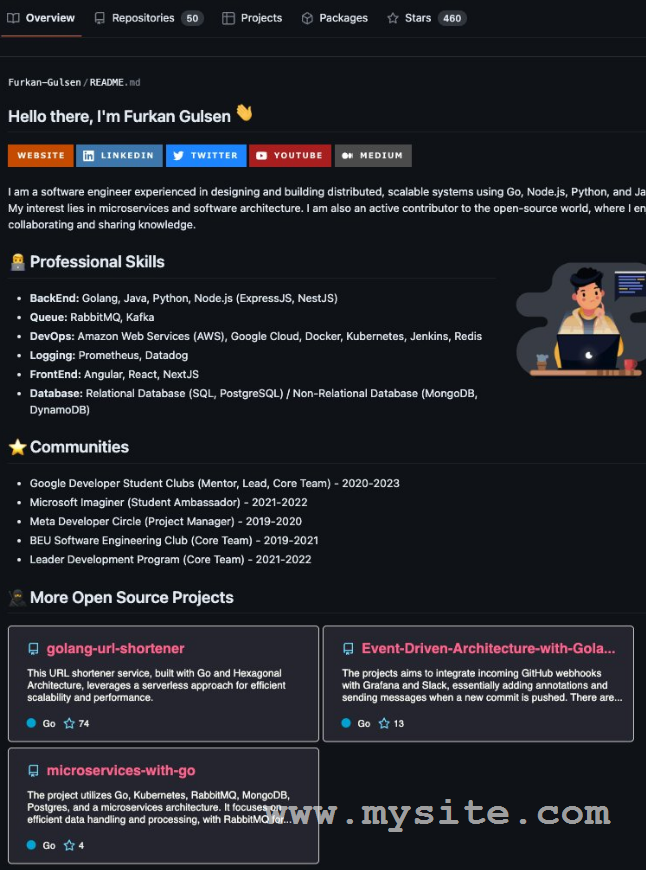 Overview Repositories 50 Projects Packages Stars 460
Furkan-Gulsen/README.md
Hello there, I'm Furkan Gulsen 👋
WEBSITE LINKEDIN TWITTER YOUTUBE MEDIUM
I am a software engineer experienced in designing and building distributed, scalable systems using Go, Node.js, Python, and Ja
My interest lies in microservices and software architecture. I am also an active contributor to the open-source world, where I en
collaborating and sharing knowledge.
Professional Skills
• BackEnd: Golang, Java, Python, Node.js (ExpressJS, NestJS)
• Queue: RabbitMQ, Kafka
• DevOps: Amazon Web Services (AWS), Google Cloud, Docker, Kubernetes, Jenkins, Redis
• Logging: Prometheus, Datadog
• FrontEnd: Angular, React, NextJS
• Database: Relational Database (SQL, PostgreSQL) / Non-Relational Database (MongoDB,
DynamoDB)
⭐ Communities
• Google Developer Student Clubs (Mentor, Lead, Core Team) - 2020-2023
• Microsoft Imaginer (Student Ambassador) - 2021-2022
• Meta Developer Circle (Project Manager) - 2019-2020
• BEU Software Engineering Club (Core Team) - 2019-2021
• Leader Development Program (Core Team) - 2021-2022
More Open Source Projects
golang-url-shortener
This URL shortener service, built with Go and Hexagonal
Architecture, leverages a serverless approach for efficient
scalability and performance.
Go 74
Event-Driven-Architecture-with-Gola...
The projects aims to integrate incoming GitHub webhooks
with Grafana and Slack, essentially adding annotations and
sending messages when a new commit is pushed. There are...
Go 13
microservices-with-go
The project utilizes Go, Kubernetes, RabbitMQ, MongoDB,
Postgres, and a microservices architecture. It focuses on
efficient data handling and processing, with RabbitMQ for...
Go 4
www.mysite.com